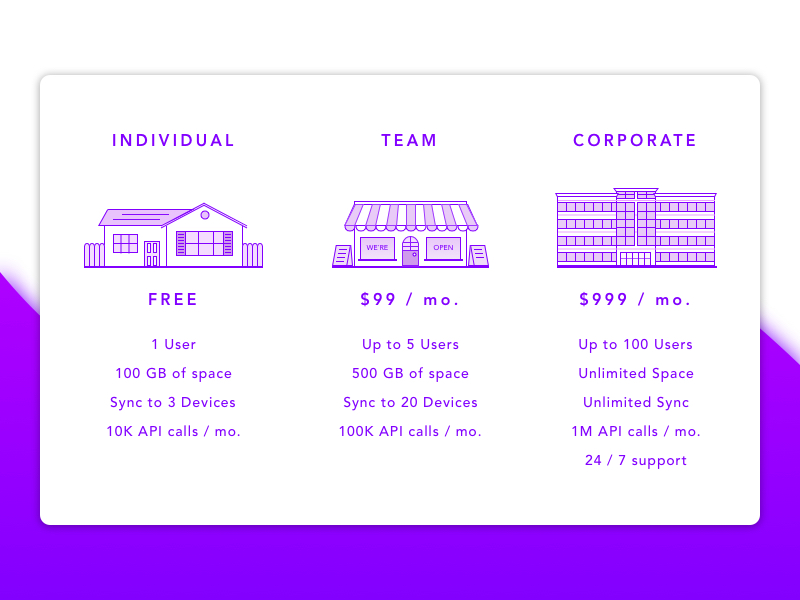 INDIVIDUAL
WE'RE
OPEN
FREE
1 User
100 GB of space
Sync to 3 Devices
10K API calls / mo.
TEAM
$99 / mo.
Up to 5 Users
500 GB of space
Sync to 20 Devices
100K API calls / mo.
CORPORATE
$999 / mo.
Up to 100 Users
Unlimited Space
Unlimited Sync
1M API calls / mo.
24 / 7 support